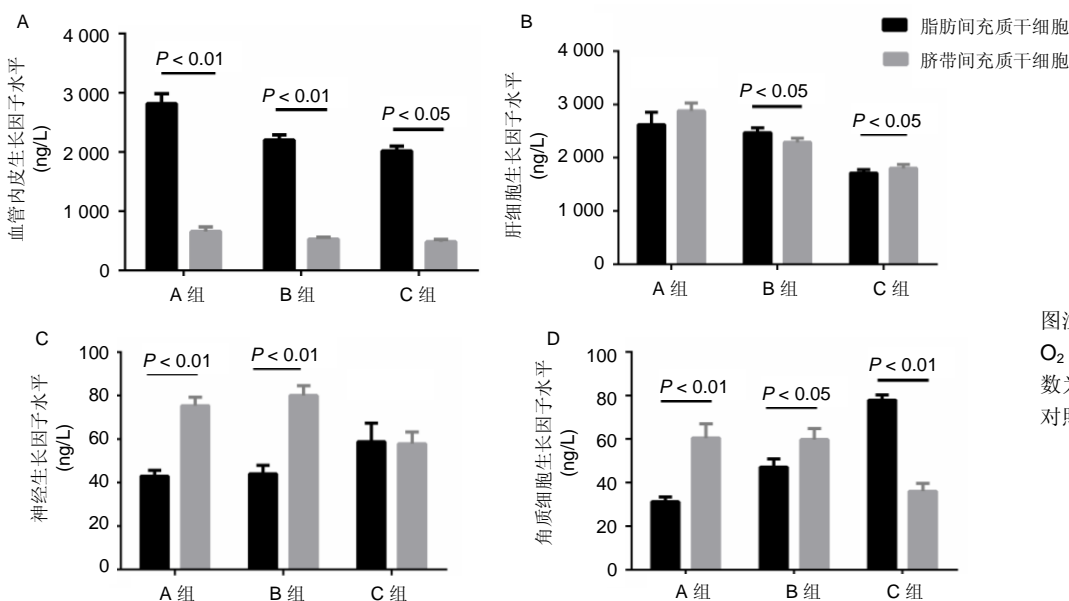 A
4 000
3 000
2 000
1 000
0
血管内皮生长因子水平
(ng/L)
P < 0.01
P < 0.01
P < 0.05
A 组
B 组
C 组
B
脂肪间充质干细胞
脐带间充质干细胞
4 000
3 000
2 000
1 000
0
肝细胞生长因子水平
(ng/L)
P < 0.05
P < 0.05
A 组
B 组
C 组
C
100
80
60
40
20
0
神经生长因子水平
(ng/L)
P < 0.01
P < 0.01
A 组
B 组
C 组
D
100
80
60
40
20
0
角质细胞生长因子水平
(ng/L)
P < 0.01
P < 0.05
P < 0.01
A 组
B 组
C 组
图
O₂
数
对